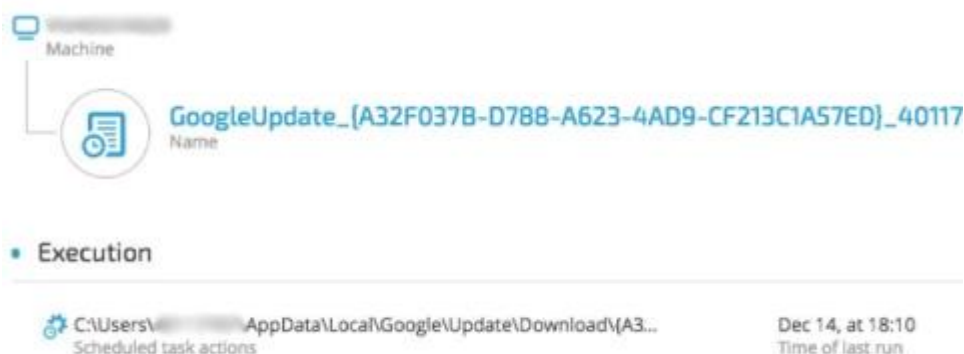 Machine
GoogleUpdate_{A32F037B-D7B8-A623-4AD9-CF213C1A57ED}_40117
Name
Execution
C:\Users\ AppData\Local\Google\Update\Download\{A3...
Dec 14, at 18:10
Scheduled task actions
Time of last run